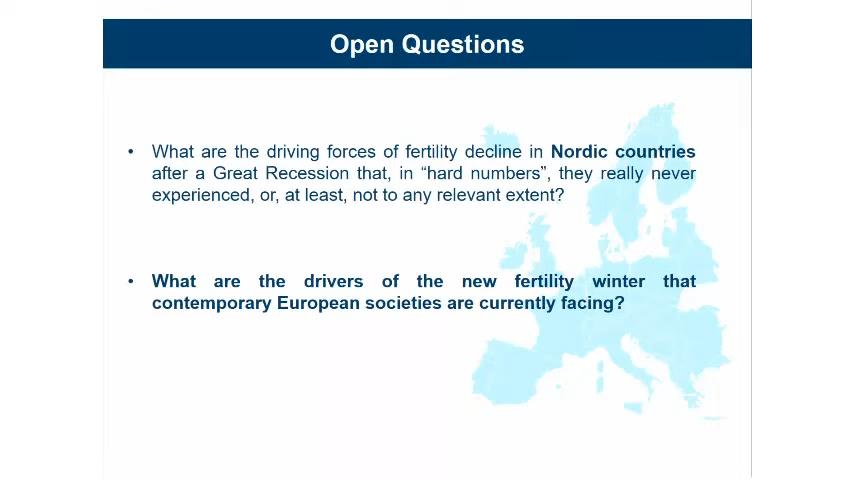 Open Questions
• What are the driving forces of fertility decline in Nordic countries
after a Great Recession that, in “hard numbers”, they really never
experienced, or, at least, not to any relevant extent?
• What are the drivers of the new fertility winter that
contemporary European societies are currently facing?